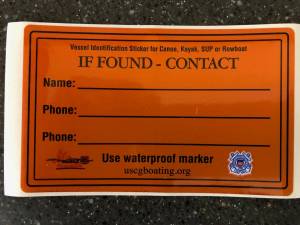 Vessel Identification Sticker for Canoe, Kayak, SUP or Rowboat
IF FOUND - CONTACT
Name:
Phone:
Phone:
Use waterproof marker
uscgboating.org